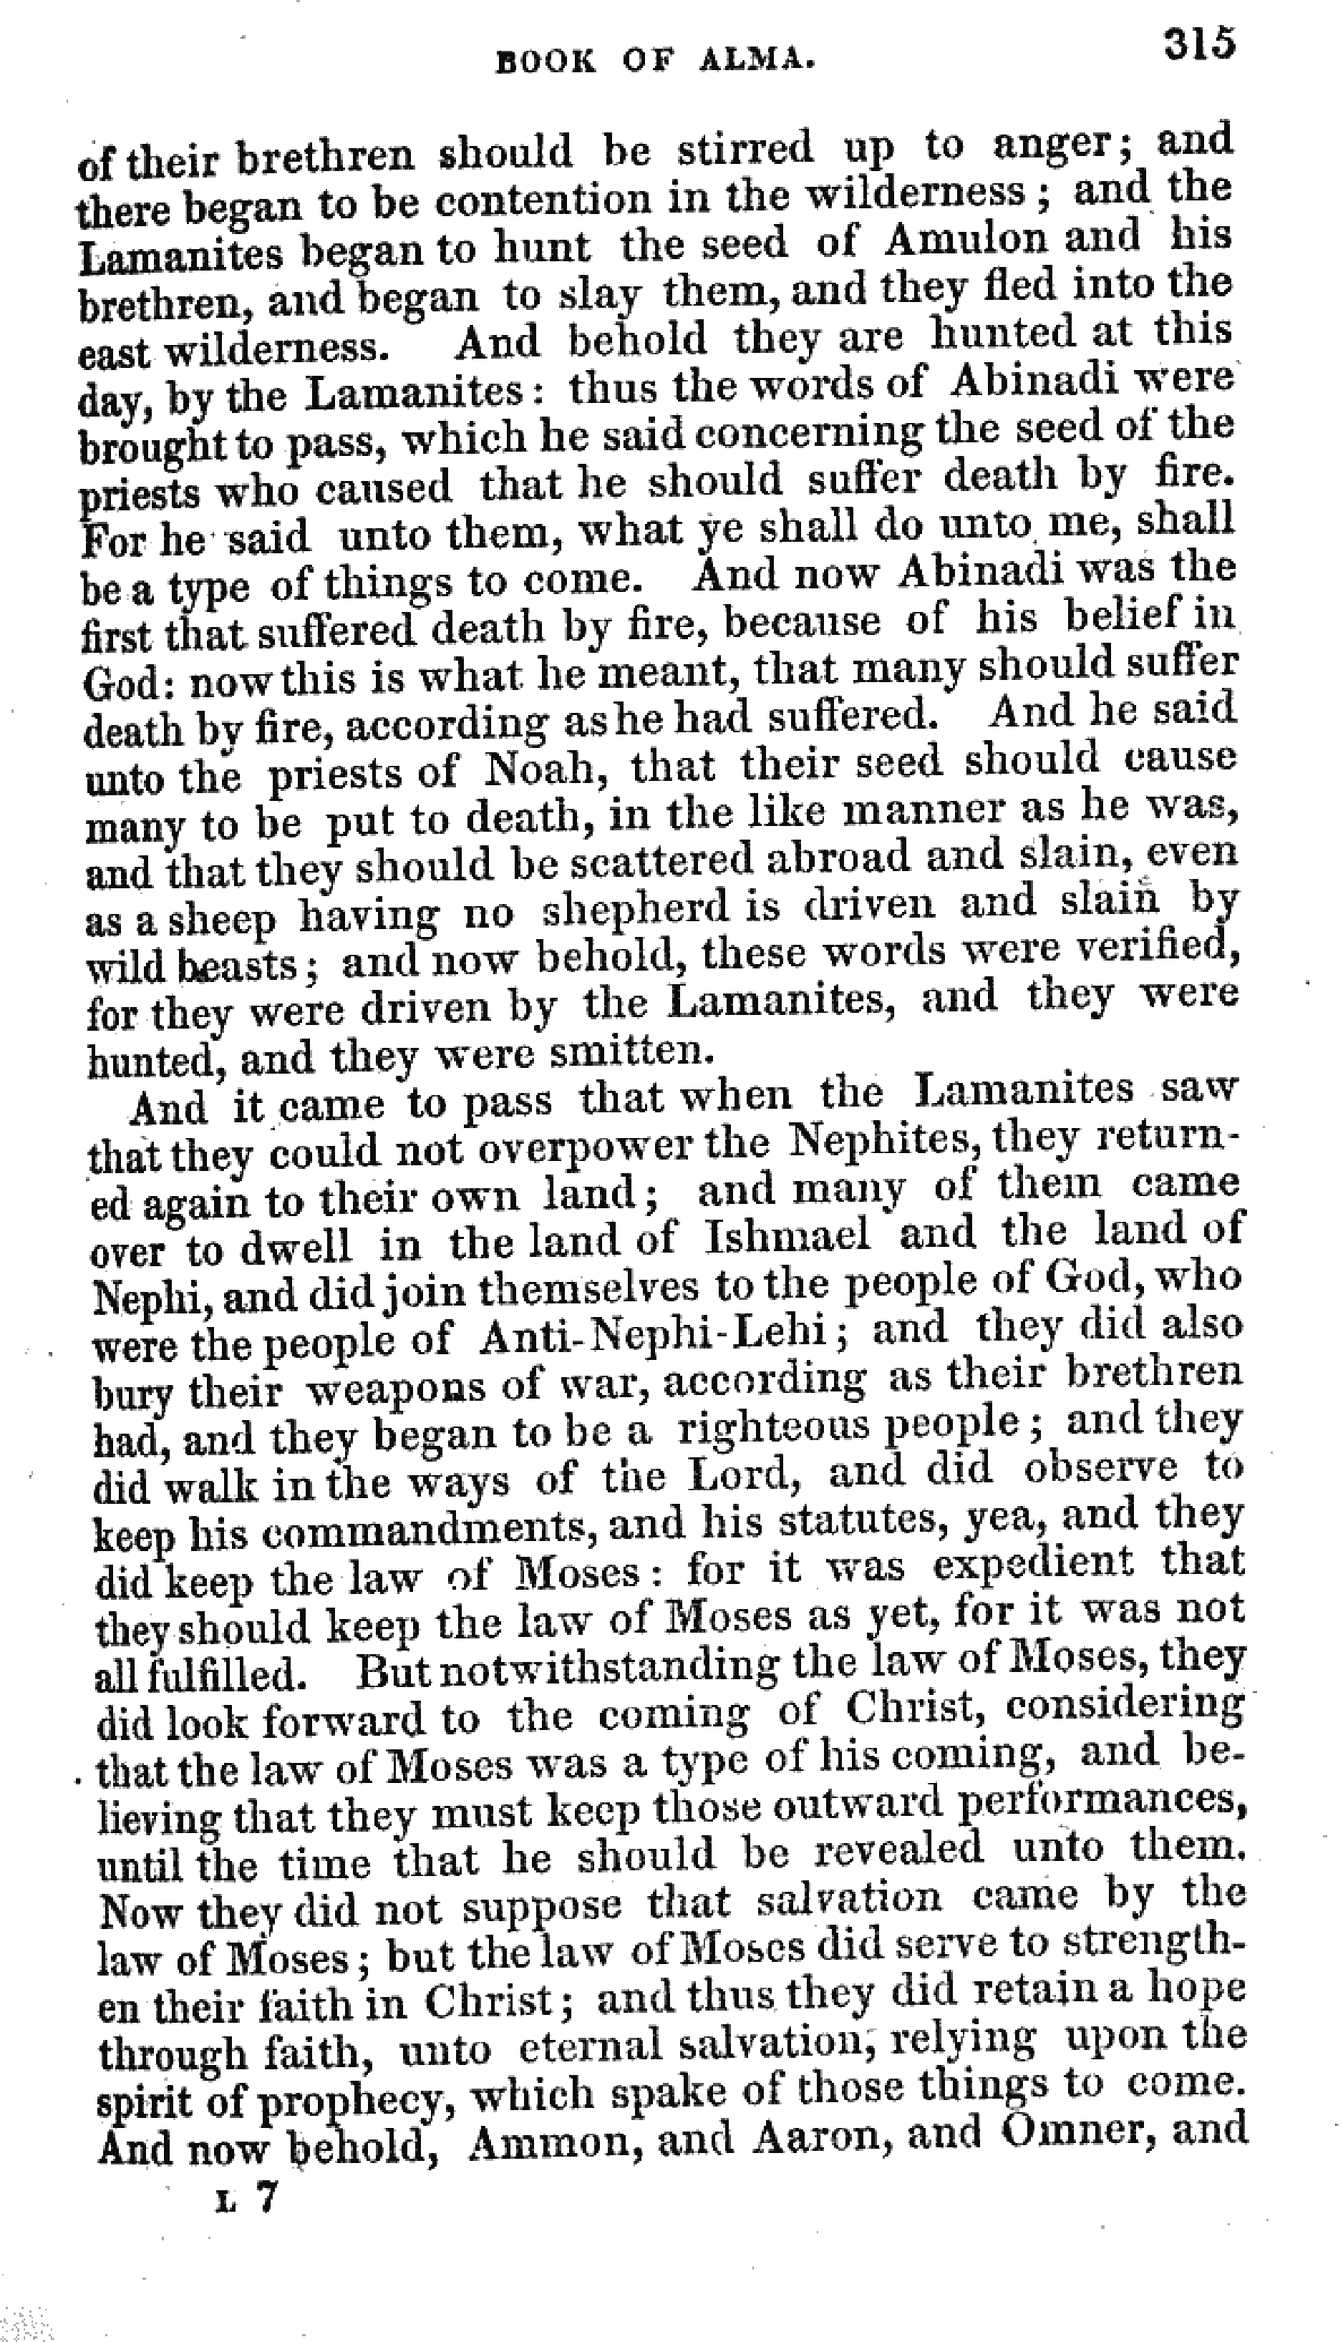 BOOK OF ALMA. 315
of their brethren should be stirred up to anger; and
there began to be contention in the wilderness; and the
Lamanites began to hunt the seed of Amulon and his
brethren, and began to slay them, and they fled into the
east wilderness. And behold they are hunted at this
day, by the Lamanites: thus the words of Abinadi were
brought to pass, which he said concerning the seed of the
priests who caused that he should suffer death by fire.
For he said unto them, what ye shall do unto me, shall
be a type of things to come. And now Abinadi was the
first that suffered death by fire, because of his belief in
God: now this is what he meant, that many should suffer
death by fire, according as he had suffered. And he said
unto the priests of Noah, that their seed should cause
many to be put to death, in the like manner as he was,
and that they should be scattered abroad and slain, even
as a sheep having no shepherd is driven and slain by
wild beasts; and now behold, these words were verified,
for they were driven by the Lamanites, and they were
hunted, and they were smitten.
And it came to pass that when the Lamanites saw
that they could not overpower the Nephites, they return-
ed again to their own land; and many of them came
over to dwell in the land of Ishmael and the land of
Nephi, and did join themselves to the people of God, who
were the people of Anti-Nephi-Lehi; and they did also
bury their weapons of war, according as their brethren
had, and they began to be a righteous people; and they
did walk in the ways of the Lord, and did observe to
keep his commandments, and his statutes, yea, and they
did keep the law of Moses: for it was expedient that
they should keep the law of Moses as yet, for it was not
all fulfilled. But notwithstanding the law of Moses, they
did look forward to the coming of Christ, considering
that the law of Moses was a type of his coming, and be-
lieving that they must keep those outward performances,
until the time that he should be revealed unto them.
Now they did not suppose that salvation came by the
law of Moses; but the law of Moses did serve to strength-
en their faith in Christ; and thus they did retain a hope
through faith, unto eternal salvation, relying upon the
spirit of prophecy, which spake of those things to come.
And now behold, Ammon, and Aaron, and Omner, and
L 7